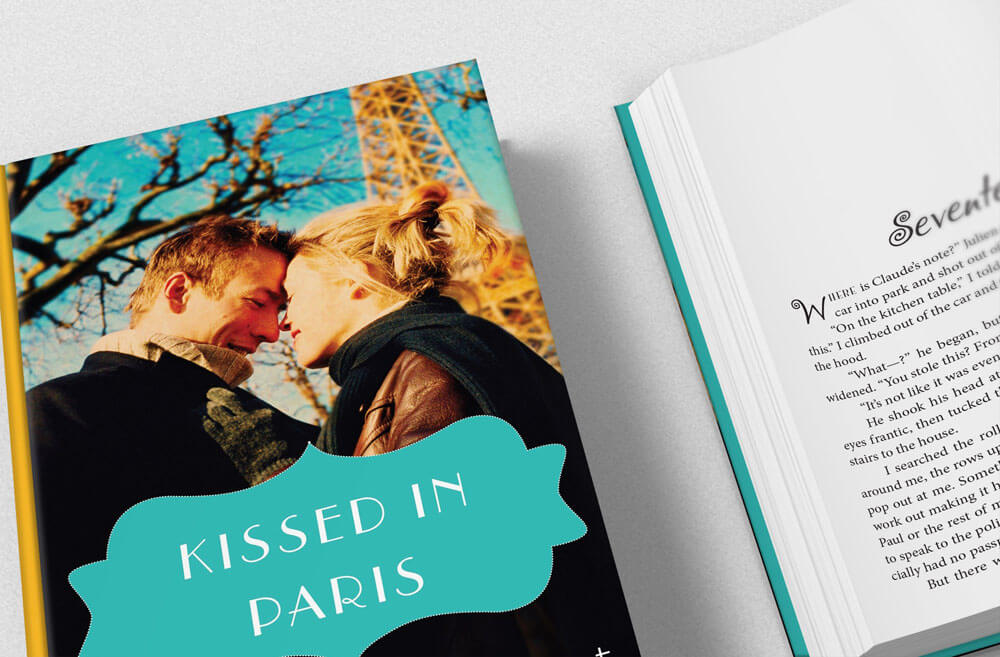 KISSED IN
PARIS
Sevente
WHERE is Claude's note?" Julien
car into park and shot out of
"On the kitchen table," I told
this." I climbed out of the car and
the hood.
"What—?" he began, but
widened. "You stole this? From
"It's not like it was even
He shook his head at
eyes frantic, then tucked
stairs to the house.
I searched the roll
around me, the rows up
pop out at me. Someth
work out making it h
Paul or the rest of m
to speak to the poli
cially had no passp
But there w